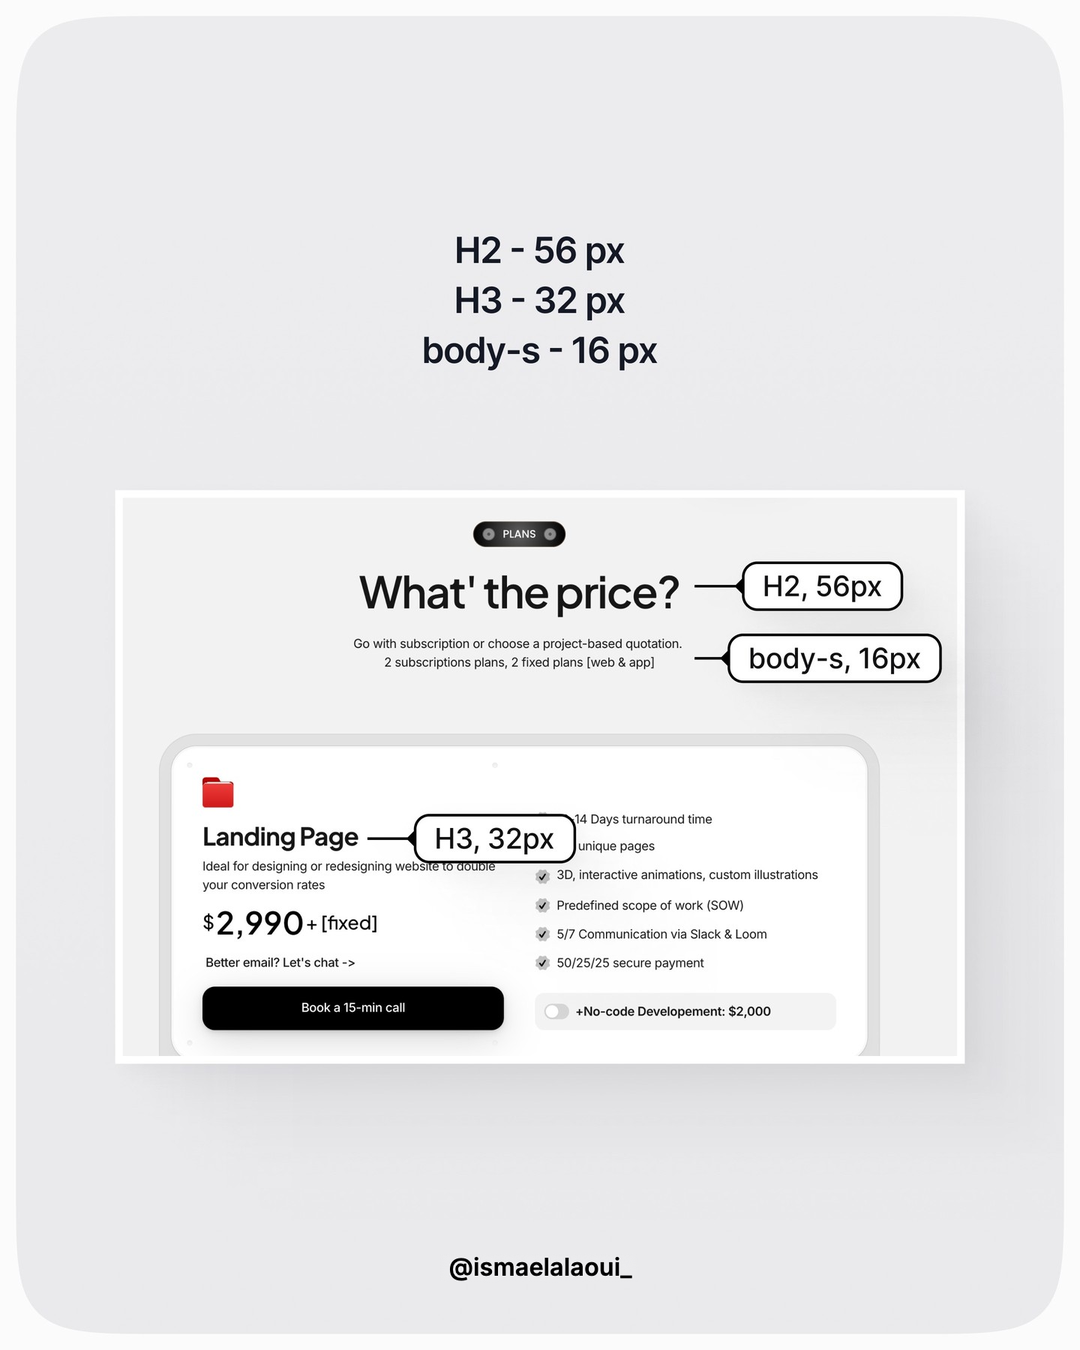 H2 - 56 px
H3 - 32 px
body-s - 16 px
PLANS
What' the price?
H2, 56px
Go with subscription or choose a project-based quotation.
2 subscriptions plans, 2 fixed plans [web & app]
body-s, 16px
Landing Page
H3, 32px
Ideal for designing or redesigning website to double
your conversion rates
$2,990+ [fixed]
Better email? Let's chat ->
Book a 15-min call
-14 Days turnaround time
unique pages
3D, interactive animations, custom illustrations
Predefined scope of work (SOW)
5/7 Communication via Slack & Loom
50/25/25 secure payment
+No-code Developement: $2,000
@ismaelalaoui_